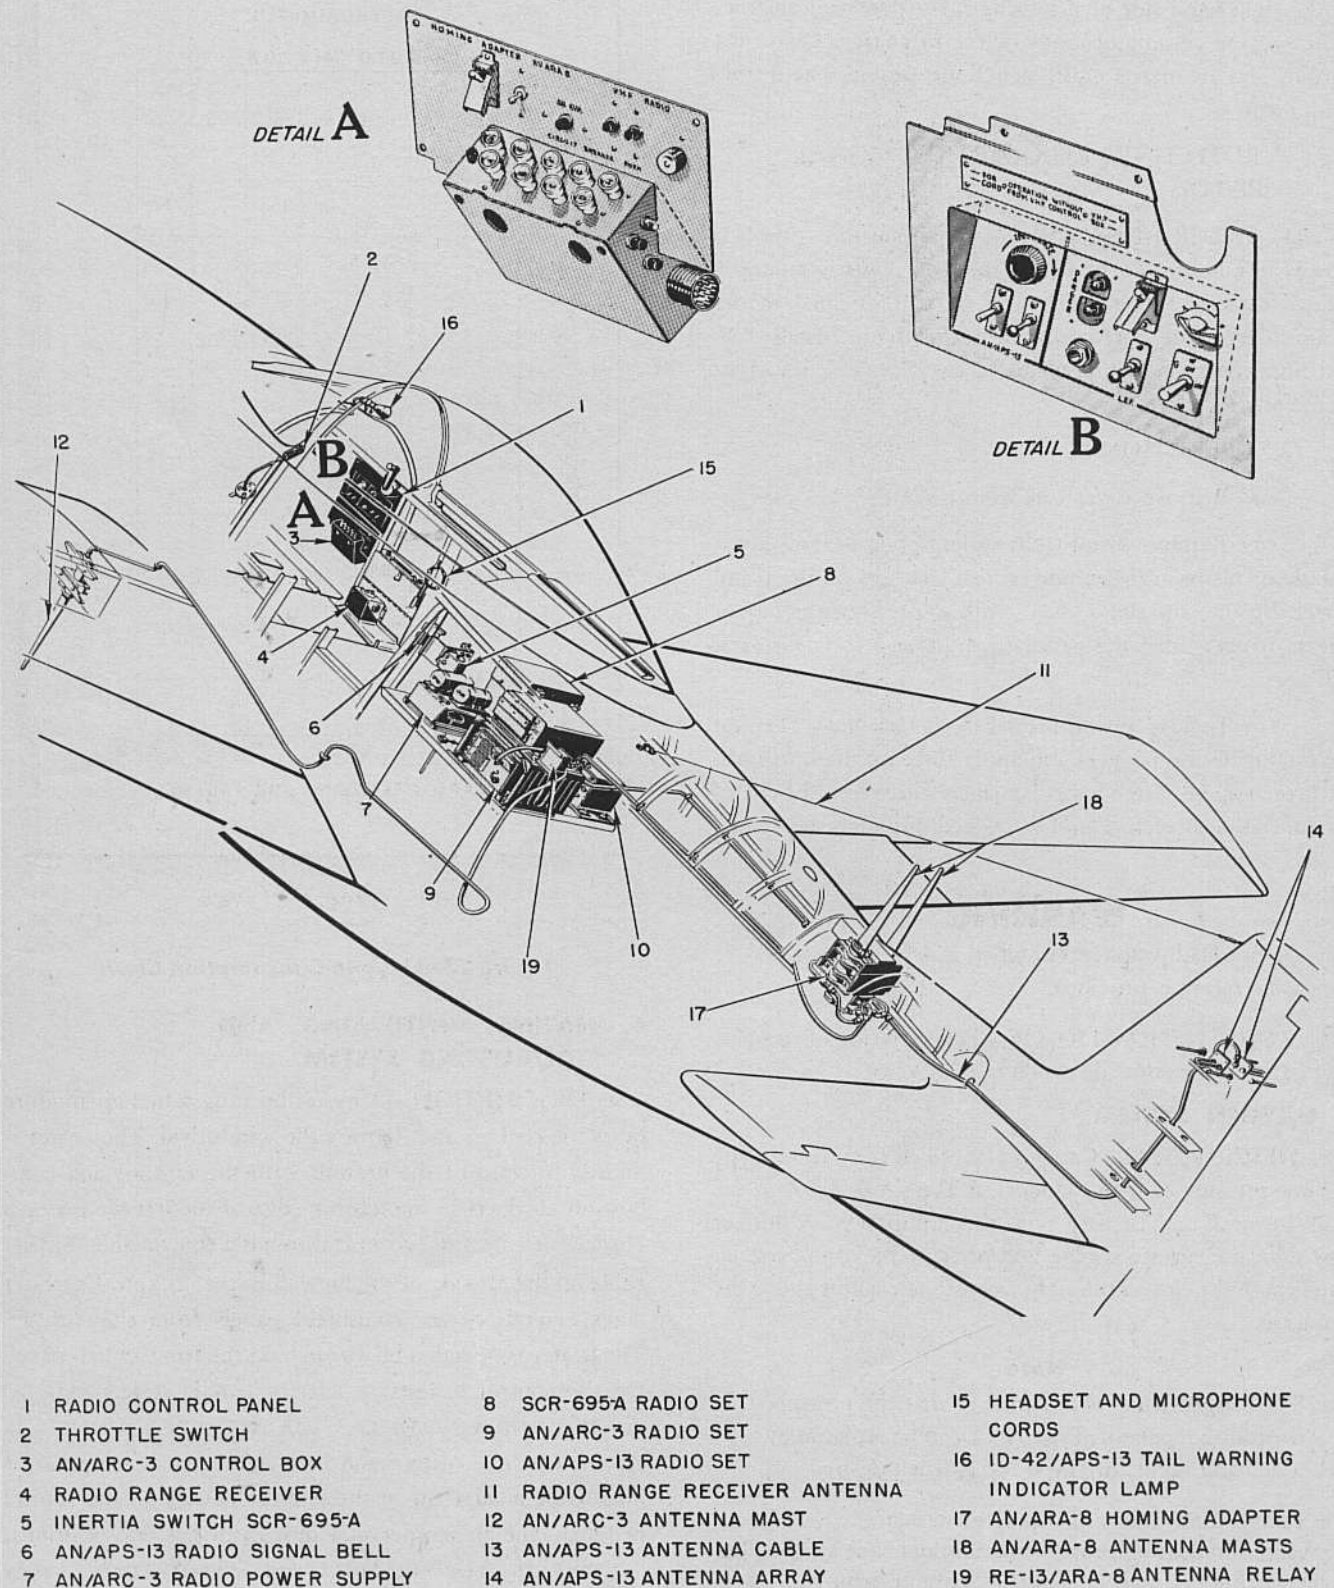 HOMING ADAPTER AN/ARA 8
V.H.F. RADIO
CIRCUIT BREAKER PUSH
DETAIL A
FOR OPERATION WITHOUT V.H.F.
CORD FROM V.H.F. CONTROL BOX
AN-APS-13
I.F.F.
DETAIL B
2
16
1
12
B
15
A
3
5
8
4
11
6
18
7
14
9
10
19
13
17
1 RADIO CONTROL PANEL
2 THROTTLE SWITCH
3 AN/ARC-3 CONTROL BOX
4 RADIO RANGE RECEIVER
5 INERTIA SWITCH SCR-695-A
6 AN/APS-13 RADIO SIGNAL BELL
7 AN/ARC-3 RADIO POWER SUPPLY
8 SCR-695-A RADIO SET
9 AN/ARC-3 RADIO SET
10 AN/APS-13 RADIO SET
11 RADIO RANGE RECEIVER ANTENNA
12 AN/ARC-3 ANTENNA MAST
13 AN/APS-13 ANTENNA CABLE
14 AN/APS-13 ANTENNA ARRAY
15 HEADSET AND MICROPHONE
CORDS
16 ID-42/APS-13 TAIL WARNING
INDICATOR LAMP
17 AN/ARA-8 HOMING ADAPTER
18 AN/ARA-8 ANTENNA MASTS
19 RE-13/ARA-8 ANTENNA RELAY